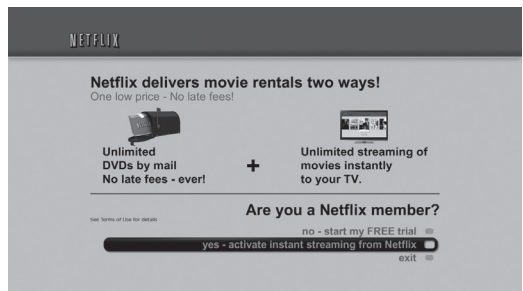 NETFLIX
Netflix delivers movie rentals two ways!
One low price - No late fees!
Unlimited
DVDs by mail
No late fees - ever!
+
Unlimited streaming of
movies instantly
to your TV.
Are you a Netflix member?
See Terms of Use for details
no - start my FREE trial
yes - activate instant streaming from Netflix
exit